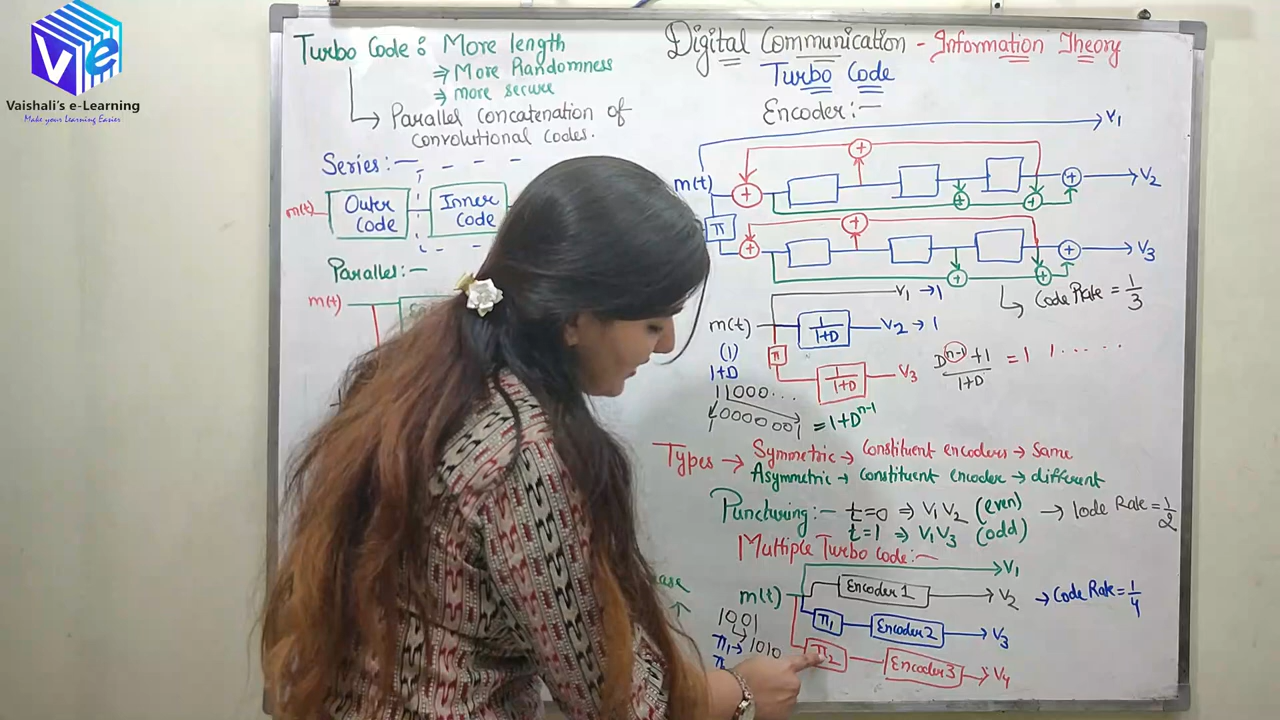 Vaishali's e-Learning
Make your Learning Easier
Turbo Code : More length
⇒ More Randomness
⇒ more secure
→ Parallel concatenation of
convolutional codes.
Series:-
m(t) Outer Code Inner Code
Parallel:-
m(t)
Digital Communication - Information Theory
Turbo Code
Encoder:-
V1
m(t) + + + + + V2
π + + + + + V3
↳ Code Rate = 1/3
V1 → 1
m(t) 1/(1+D) V2 → 1
(1)
1+D
π 1/(1+D) V3
D^(n-1)+1/(1+D) = 1 1 .....
11000...
10000001 = 1+D^(n-1)
Types → Symmetric → Constituent encoders → Same
Asymmetric → constituent encoder → different
Puncturing:- t=0 ⇒ V1 V2 (even) → Code Rate = 1/2
t=1 ⇒ V1 V3 (odd)
Multiple Turbo Code:-
V1
m(t) Encoder 1 V2 → Code Rate = 1/4
1001
π1 Encoder 2 V3
π1 → 1010
π2 Encoder 3 V4
π